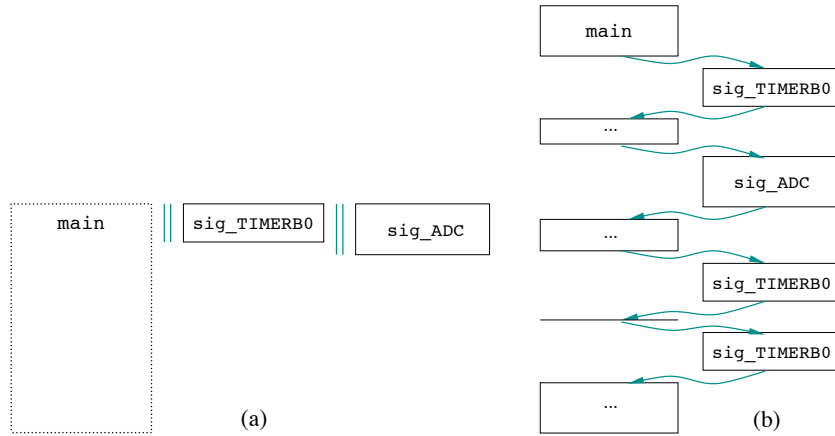 main
sig_TIMERB0
sig_ADC
(a)
main
sig_TIMERB0
...
sig_ADC
...
sig_TIMERB0
sig_TIMERB0
...
(b)